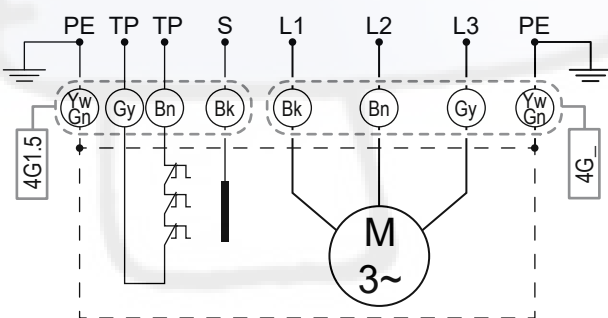 PE TP TP S L1 L2 L3 PE
Yw Gn Gy Bn Bk Bk Bn Gy Yw Gn
4G1.5
4G_
M
3~